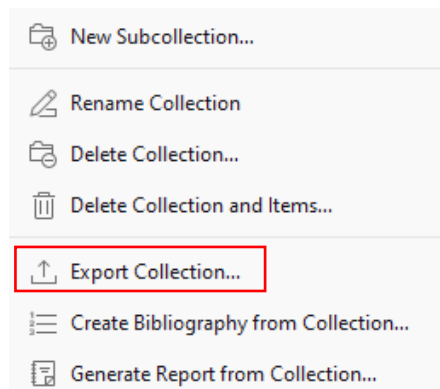 New Subcollection...
Rename Collection
Delete Collection...
Delete Collection and Items...
Export Collection...
Create Bibliography from Collection...
Generate Report from Collection...